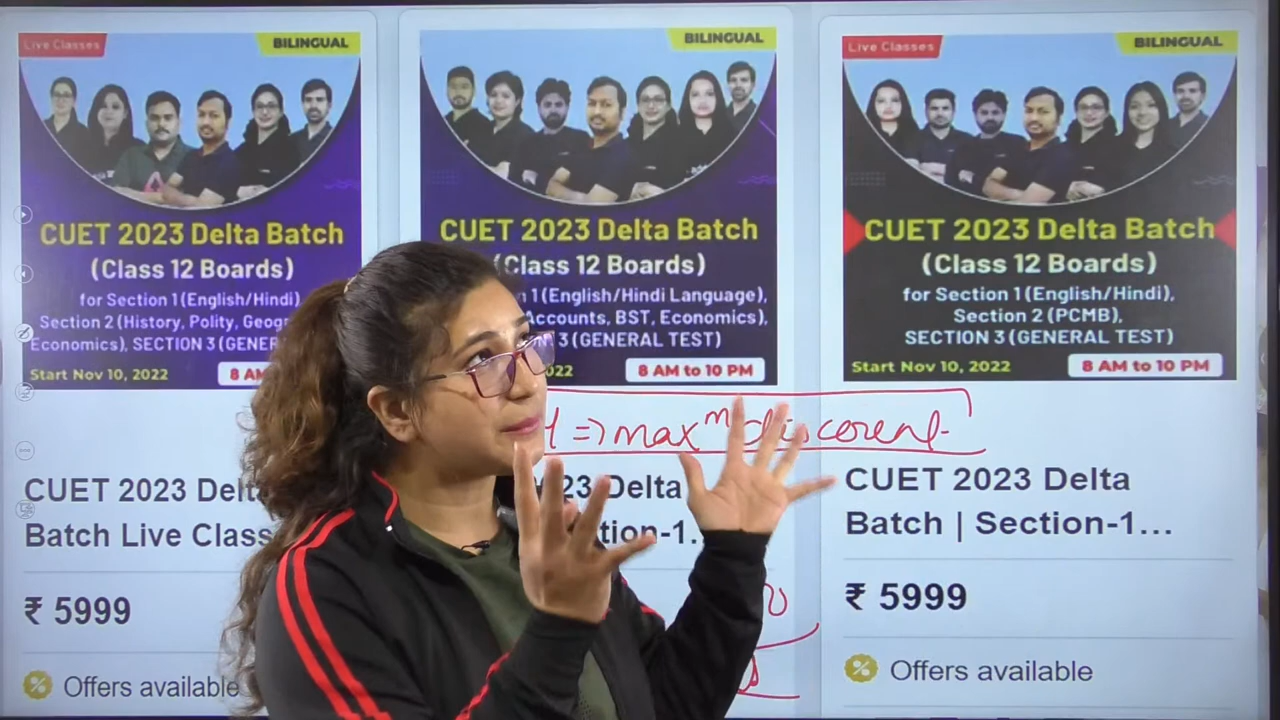 Live Classes
BILINGUAL
CUET 2023 Delta Batch
(Class 12 Boards)
for Section 1 (English/Hindi)
Section 2 (History, Polity, Geog
Economics), SECTION 3 (GENER
Start Nov 10, 2022
8 AM
CUET 2023 Delt
Batch Live Class
₹ 5999
Offers available
BILINGUAL
CUET 2023 Delta Batch
(Class 12 Boards)
n 1 (English/Hindi Language),
Accounts, BST, Economics),
N 3 (GENERAL TEST)
022
8 AM to 10 PM
=> max^m
23 Delta
tion-1.
Live Classes
BILINGUAL
CUET 2023 Delta Batch
(Class 12 Boards)
for Section 1 (English/Hindi),
Section 2 (PCMB),
SECTION 3 (GENERAL TEST)
Start Nov 10, 2022
8 AM to 10 PM
CUET 2023 Delta
Batch | Section-1...
₹ 5999
Offers available